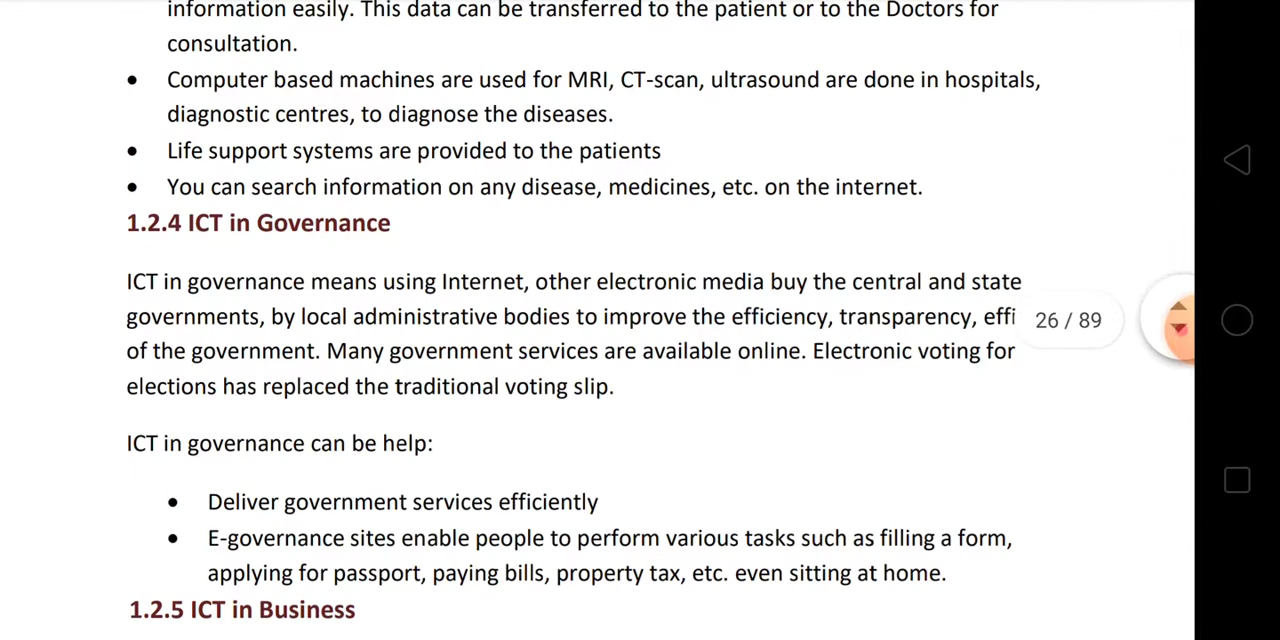 information easily. This data can be transferred to the patient or to the Doctors for
consultation.
• Computer based machines are used for MRI, CT-scan, ultrasound are done in hospitals,
diagnostic centres, to diagnose the diseases.
• Life support systems are provided to the patients
• You can search information on any disease, medicines, etc. on the internet.
1.2.4 ICT in Governance
ICT in governance means using Internet, other electronic media buy the central and state
governments, by local administrative bodies to improve the efficiency, transparency, effi
26 / 89
of the government. Many government services are available online. Electronic voting for
elections has replaced the traditional voting slip.
ICT in governance can be help:
• Deliver government services efficiently
• E-governance sites enable people to perform various tasks such as filling a form,
applying for passport, paying bills, property tax, etc. even sitting at home.
1.2.5 ICT in Business